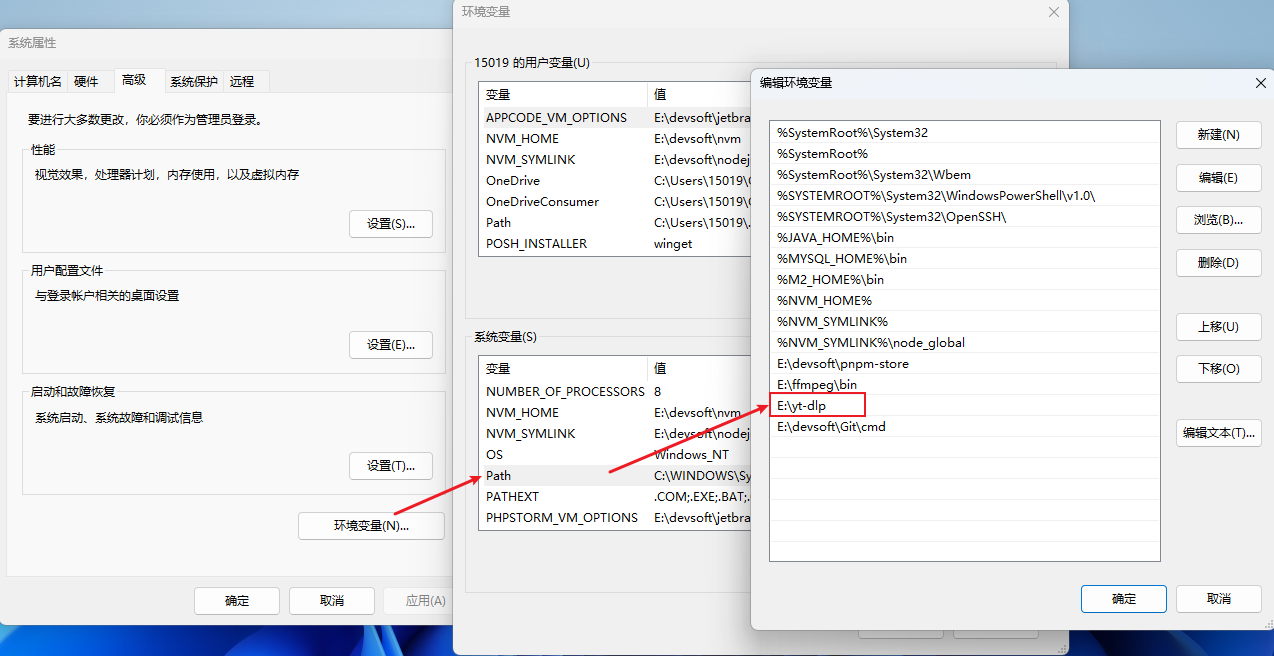 系统属性
计算机名
硬件
高级
系统保护
远程
要进行大多数更改，你必须作为管理员登录。
性能
视觉效果，处理器计划，内存使用，以及虚拟内存
设置(S)...
用户配置文件
与登录帐户相关的桌面设置
设置(E)...
启动和故障恢复
系统启动、系统故障和调试信息
设置(T)...
环境变量(N)...
确定
取消
应用(A)
环境变量
15019 的用户变量(U)
变量 值
APPCODE_VM_OPTIONS E:\devsoft\jetbra
NVM_HOME E:\devsoft\nvm
NVM_SYMLINK E:\devsoft\nodej
OneDrive C:\Users\15019\
OneDriveConsumer C:\Users\15019\
Path C:\Users\15019\.
POSH_INSTALLER winget
系统变量(S)
变量 值
NUMBER_OF_PROCESSORS 8
NVM_HOME E:\devsoft\nvm
NVM_SYMLINK E:\devsoft\nodej
OS Windows_NT
Path C:\WINDOWS\Sy
PATHEXT .COM;.EXE;.BAT;.
PHPSTORM_VM_OPTIONS E:\devsoft\jetbra
编辑环境变量
%SystemRoot%\System32
%SystemRoot%
%SystemRoot%\System32\Wbem
%SYSTEMROOT%\System32\WindowsPowerShell\v1.0\
%SYSTEMROOT%\System32\OpenSSH\
%JAVA_HOME%\bin
%MYSQL_HOME%\bin
%M2_HOME%\bin
%NVM_HOME%
%NVM_SYMLINK%
%NVM_SYMLINK%\node_global
E:\devsoft\pnpm-store
E:\ffmpeg\bin
E:\yt-dlp
E:\devsoft\Git\cmd
新建(N)
编辑(E)
浏览(B)...
删除(D)
上移(U)
下移(O)
编辑文本(T)...
确定
取消